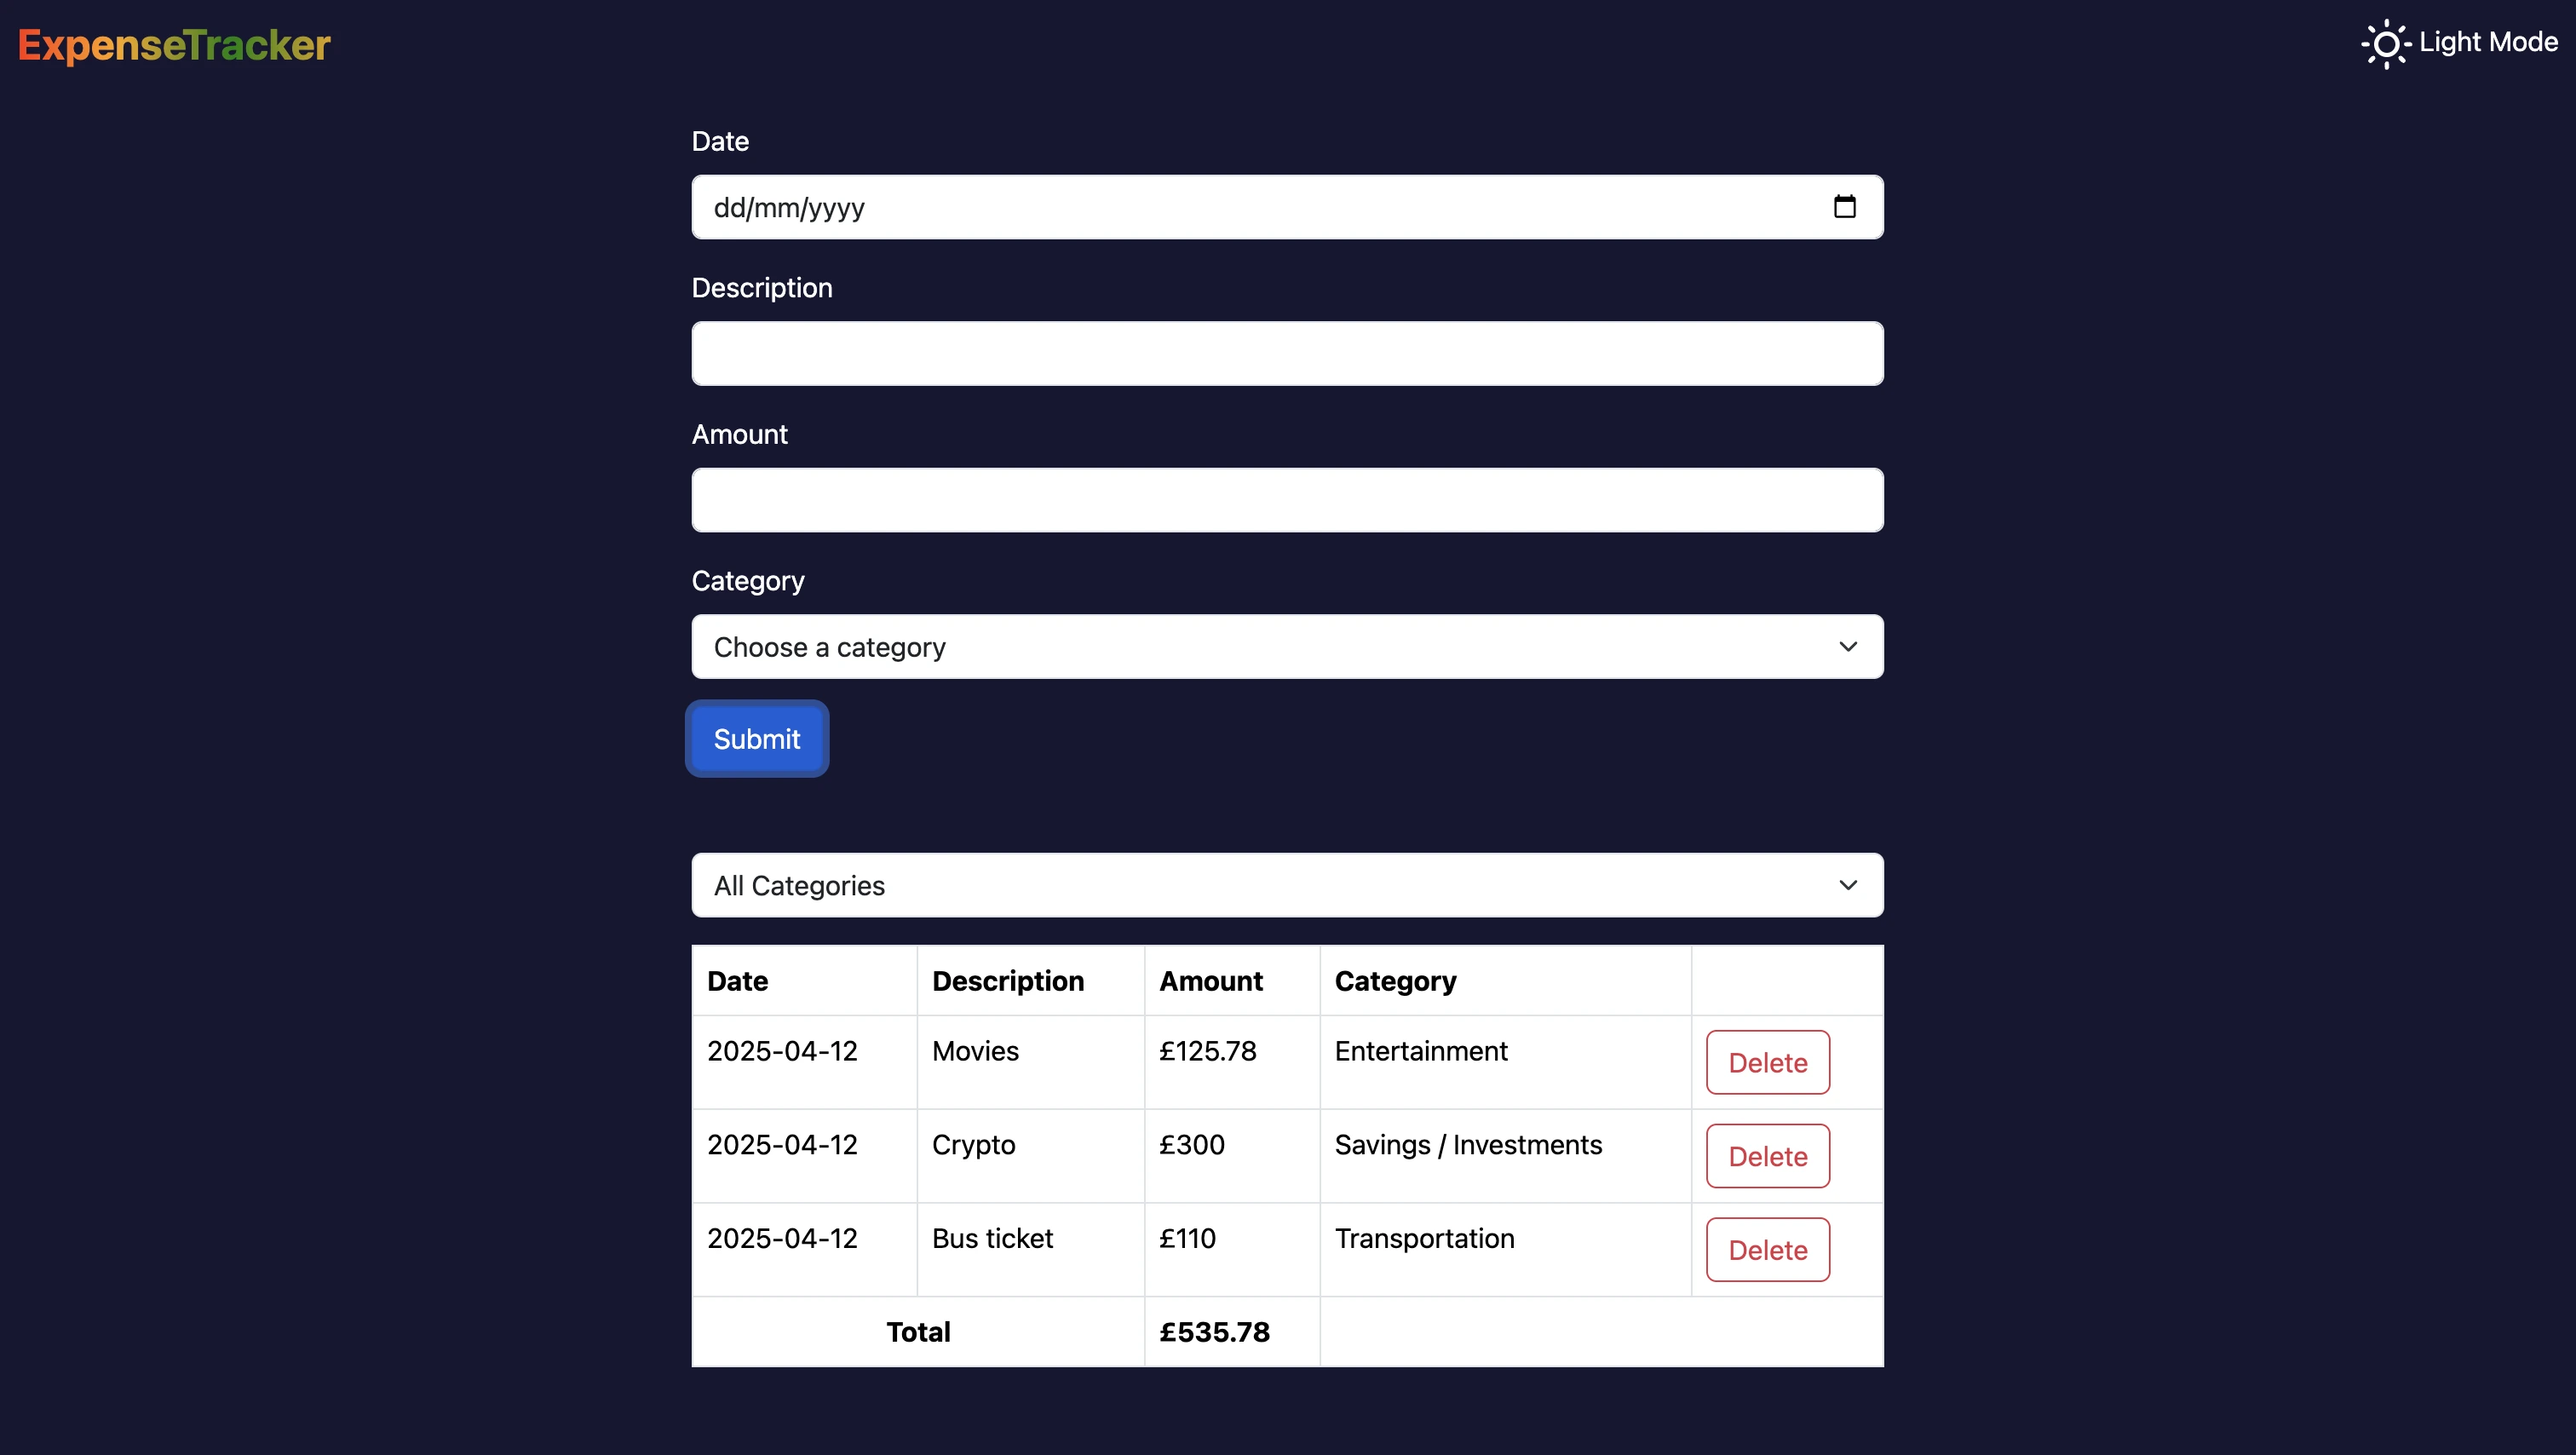 ExpenseTracker
Light Mode
Date
dd/mm/yyyy
Description
Amount
Category
Choose a category
Submit
All Categories
Date Description Amount Category
2025-04-12 Movies £125.78 Entertainment Delete
2025-04-12 Crypto £300 Savings / Investments Delete
2025-04-12 Bus ticket £110 Transportation Delete
Total £535.78